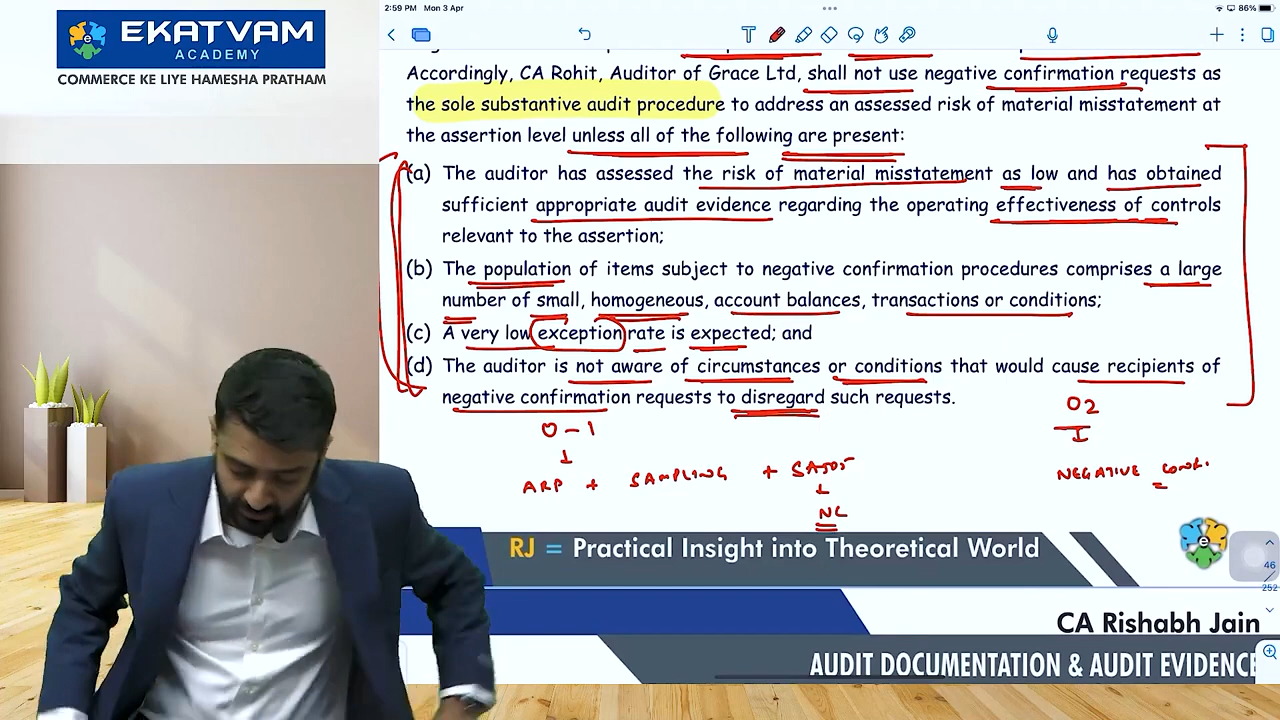 2:59 PM Mon 3 Apr
86%
EKATVAM
ACADEMY
COMMERCE KE LIYE HAMESHA PRATHAM
Accordingly, CA Rohit, Auditor of Grace Ltd, shall not use negative confirmation requests as
the sole substantive audit procedure to address an assessed risk of material misstatement at
the assertion level unless all of the following are present:
(a) The auditor has assessed the risk of material misstatement as low and has obtained
sufficient appropriate audit evidence regarding the operating effectiveness of controls
relevant to the assertion;
(b) The population of items subject to negative confirmation procedures comprises a large
number of small, homogeneous, account balances, transactions or conditions;
(c) A very low exception rate is expected; and
(d) The auditor is not aware of circumstances or conditions that would cause recipients of
negative confirmation requests to disregard such requests.
O-1
O2
ARP + SAMPLING + SA505
NEGATIVE CONF.
NC
RJ = Practical Insight into Theoretical World
46
252
CA Rishabh Jain
AUDIT DOCUMENTATION & AUDIT EVIDENCE